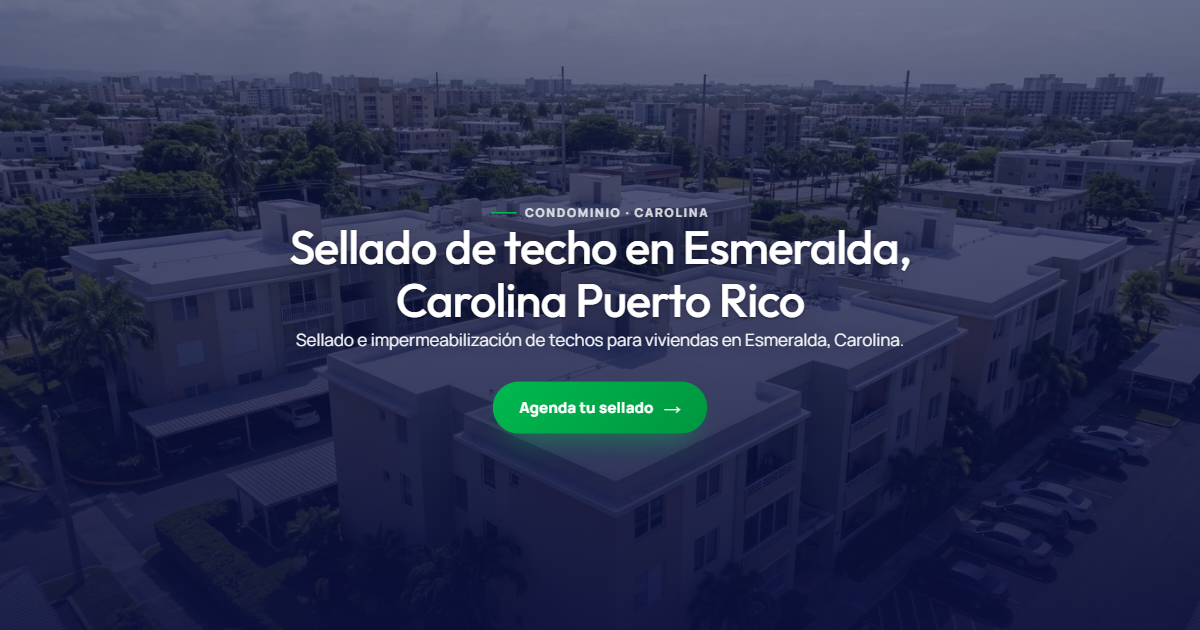 CONDOMINIO · CAROLINA
Sellado de techo en Esmeralda,
Carolina Puerto Rico
Sellado e impermeabilización de techos para viviendas en Esmeralda, Carolina.
Agenda tu sellado →